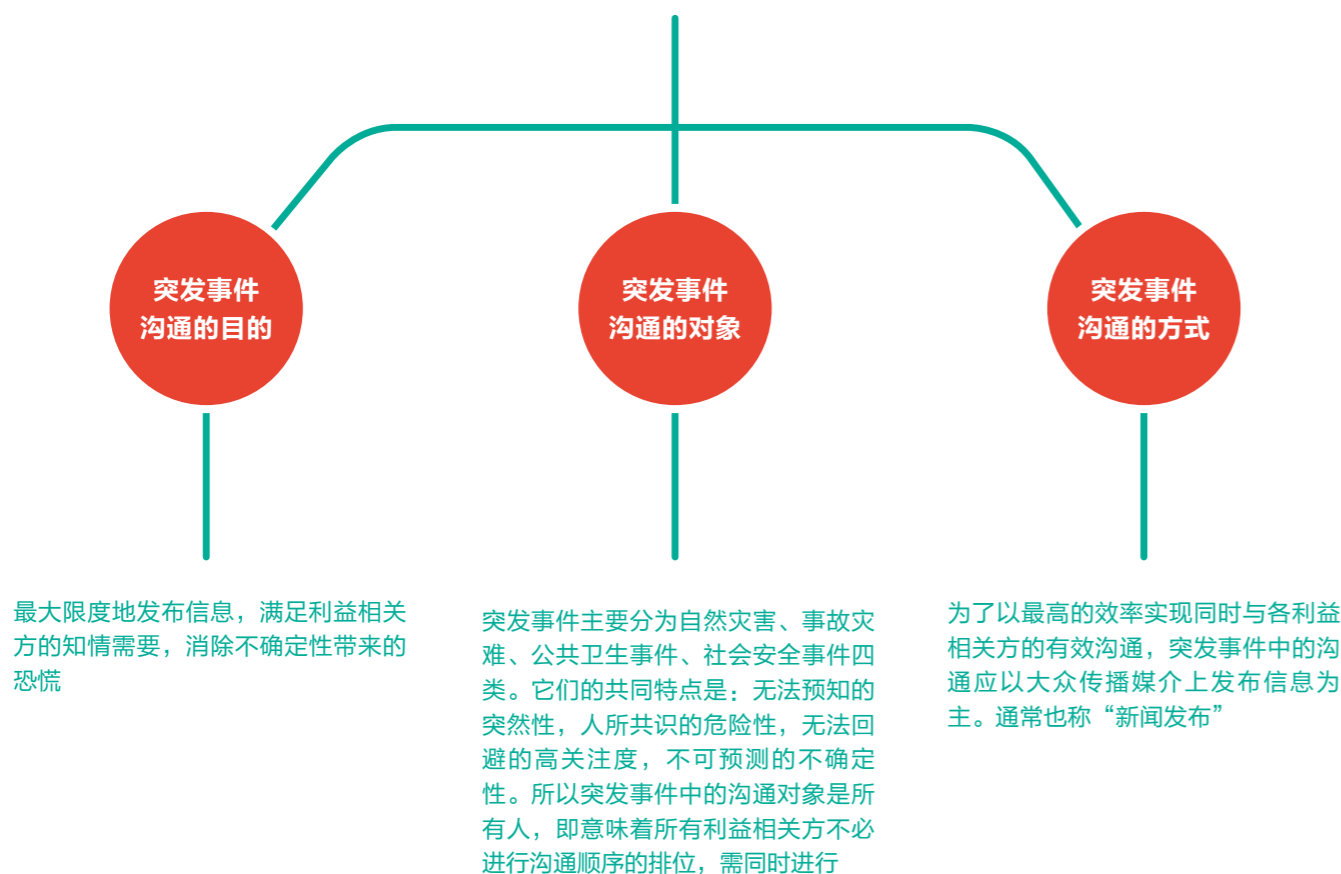 突发事件
沟通的目的
突发事件
沟通的对象
突发事件
沟通的方式
最大限度地发布信息，满足利益相关
方的知情需要，消除不确定性带来的
恐慌
突发事件主要分为自然灾害、事故灾
难、公共卫生事件、社会安全事件四
类。它们的共同特点是：无法预知的
突然性，人所共识的危险性，无法回
避的高关注度，不可预测的不确定
性。所以突发事件中的沟通对象是所
有人，即意味着所有利益相关方不必
进行沟通顺序的排位，需同时进行
为了以最高的效率实现同时与各利益
相关方的有效沟通，突发事件中的沟
通应以大众传播媒介上发布信息为
主。通常也称“新闻发布”